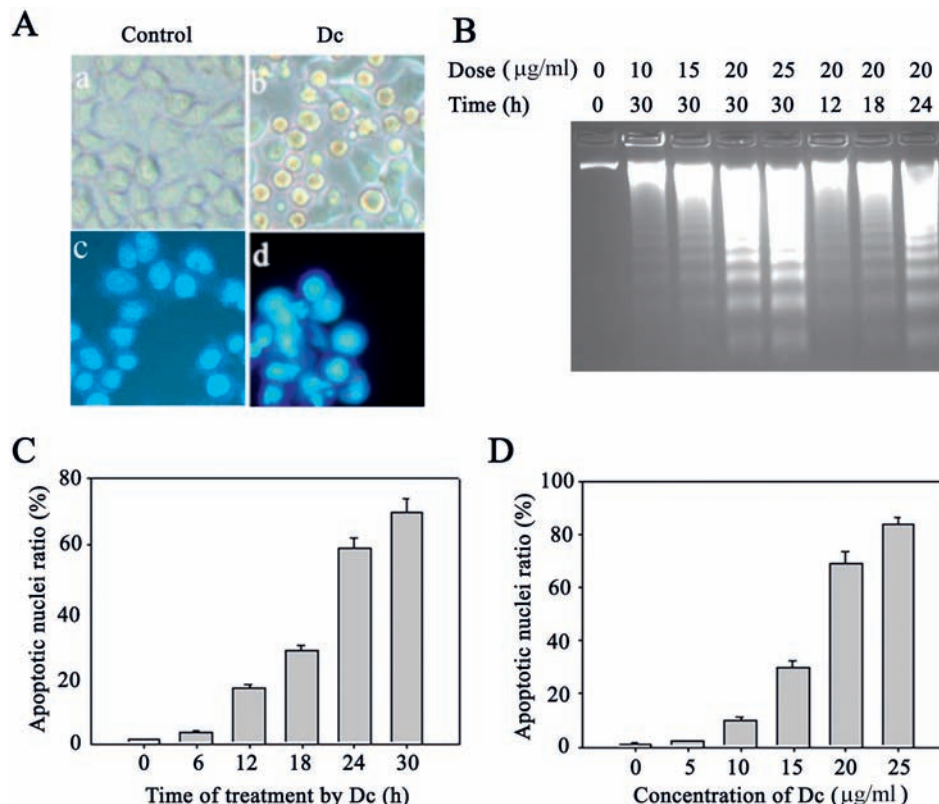 A
Control Dc
a b
c d
B
Dose (μg/ml) 0 10 15 20 25 20 20 20
Time (h) 0 30 30 30 30 12 18 24
C
Apoptotic nuclei ratio (%)
80
60
40
20
0
0 6 12 18 24 30
Time of treatment by Dc (h)
D
Apoptotic nuclei ratio (%)
100
80
60
40
20
0
0 5 10 15 20 25
Concentration of Dc (μg/ml)